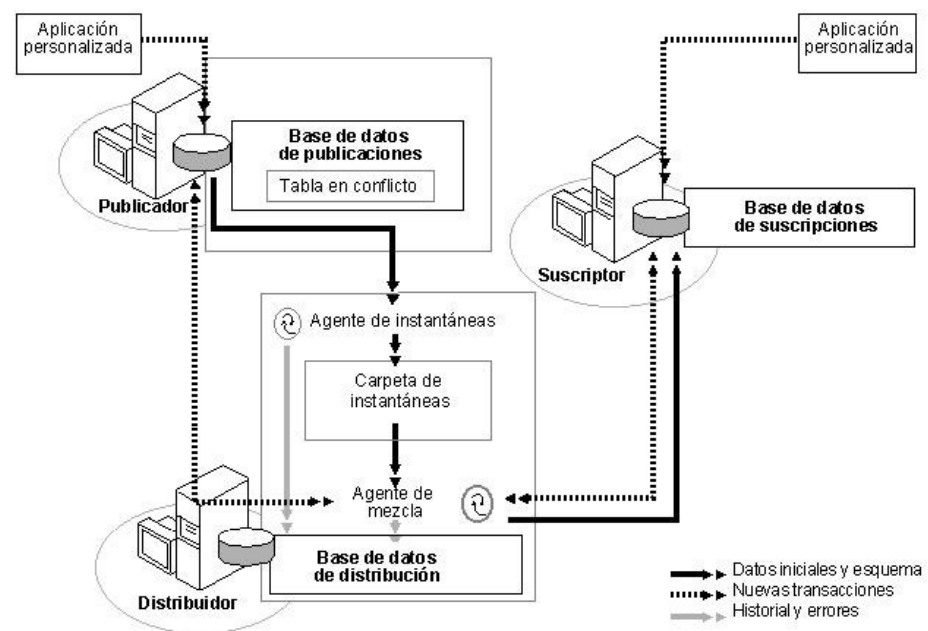 Aplicación
personalizada
Aplicación
personalizada
Base de datos
de publicaciones
Tabla en conflicto
Publicador
Base de datos
de suscripciones
Suscriptor
Agente de instantáneas
Carpeta de
instantáneas
Agente de
mezcla
Base de datos
de distribución
Distribuidor
Datos iniciales y esquema
Nuevas transacciones
Historial y errores